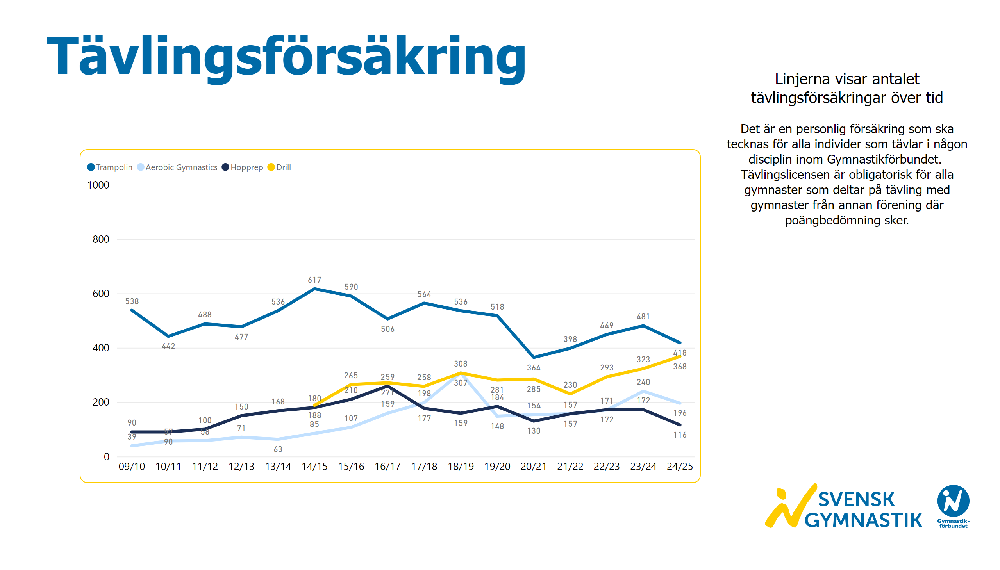 Tävlingsförsäkring
Linjerna visar antalet
tävlingsförsäkringar över tid
Det är en personlig försäkring som ska
tecknas för alla individer som tävlar i någon
disciplin inom Gymnastikförbundet.
Tävlingslicensen är obligatorisk för alla
gymnaster som deltar på tävling med
gymnaster från annan förening där
poängbedömning sker.
Trampolin Aerobic Gymnastics Hopprep Drill
1000
800
600
400
200
0
538 442 488 477 536 617 590 506 564 536 518 364 398 449 481 418
180 265 259 258 308 281 285 230 293 323 368
90 57 100 150 168 188 210 271 198 307 184 154 157 171 240 196
39 90 58 71 63 85 107 159 177 159 148 130 157 172 172 116
09/10 10/11 11/12 12/13 13/14 14/15 15/16 16/17 17/18 18/19 19/20 20/21 21/22 22/23 23/24 24/25
SVENSK
GYMNASTIK
Gymnastik-
förbundet